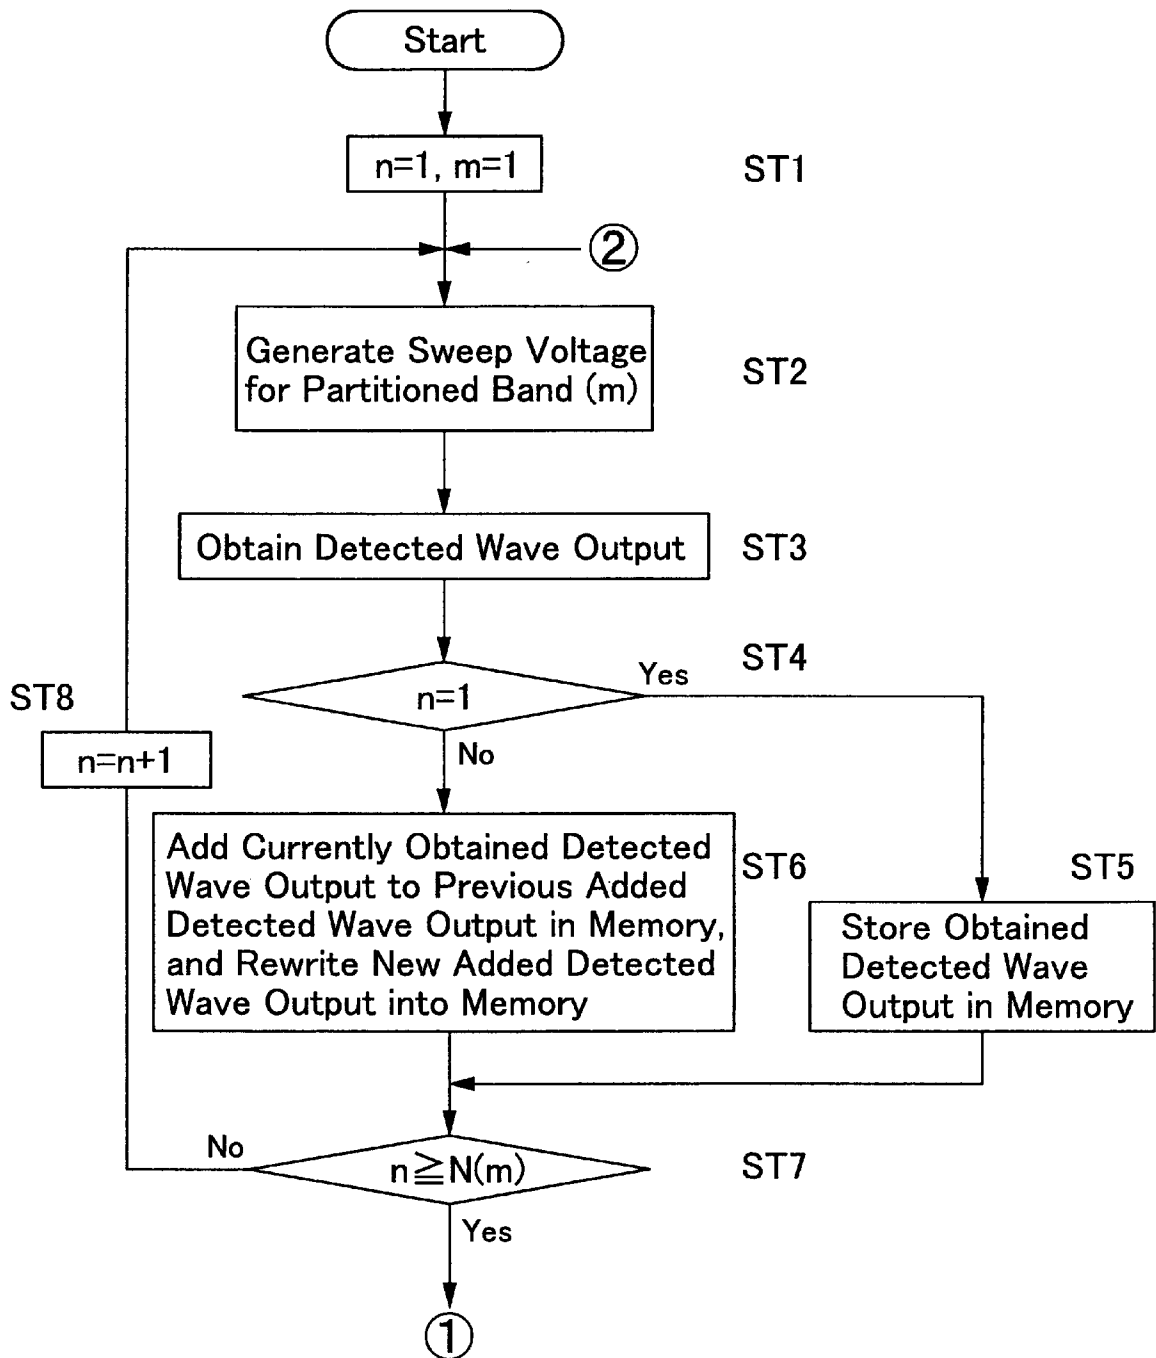 Start
n=1, m=1
ST1
②
Generate Sweep Voltage
for Partitioned Band (m)
ST2
Obtain Detected Wave Output
ST3
n=1
Yes
ST4
No
ST8
n=n+1
Add Currently Obtained Detected
Wave Output to Previous Added
Detected Wave Output in Memory,
and Rewrite New Added Detected
Wave Output into Memory
ST6
ST5
Store Obtained
Detected Wave
Output in Memory
No
n≧N(m)
ST7
Yes
①